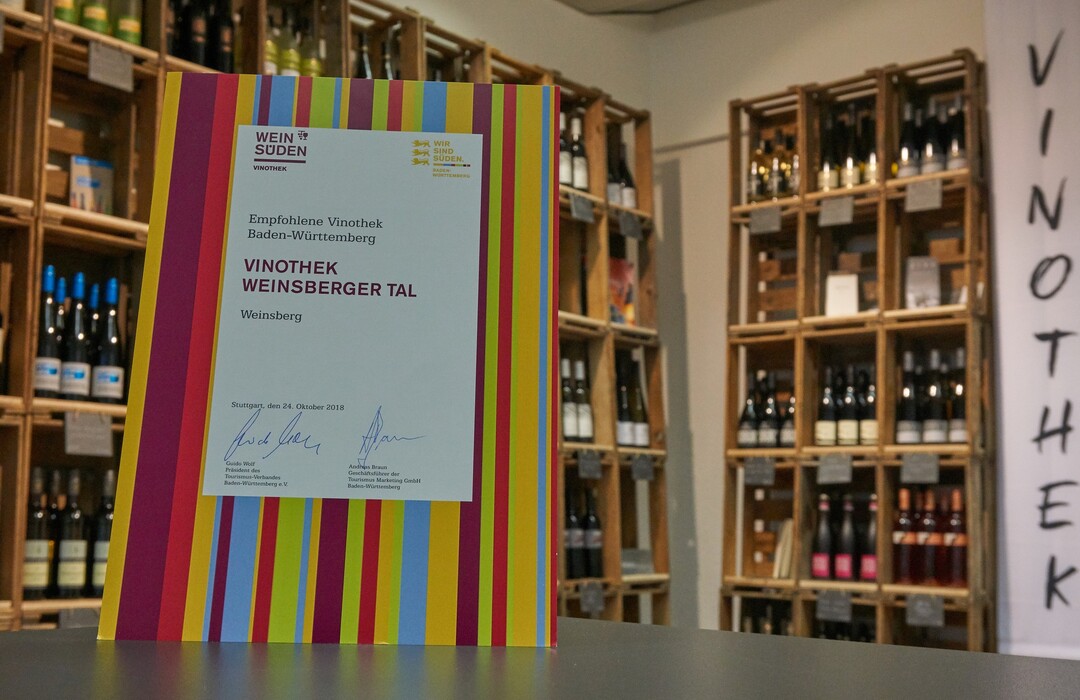 WEIN
SÜDEN
VINOTHEK
WIR
SIND
SÜDEN.
BADEN-
WÜRTTEMBERG
Empfohlene Vinothek
Baden-Württemberg
VINOTHEK
WEINSBERGER TAL
Weinsberg
Stuttgart, den 24. Oktober 2018
Guido Wolf
Präsident des
Tourismus-Verbandes
Baden-Württemberg e.V.
Andreas Braun
Geschäftsführer der
Tourismus Marketing GmbH
Baden-Württemberg
VINOTHEK